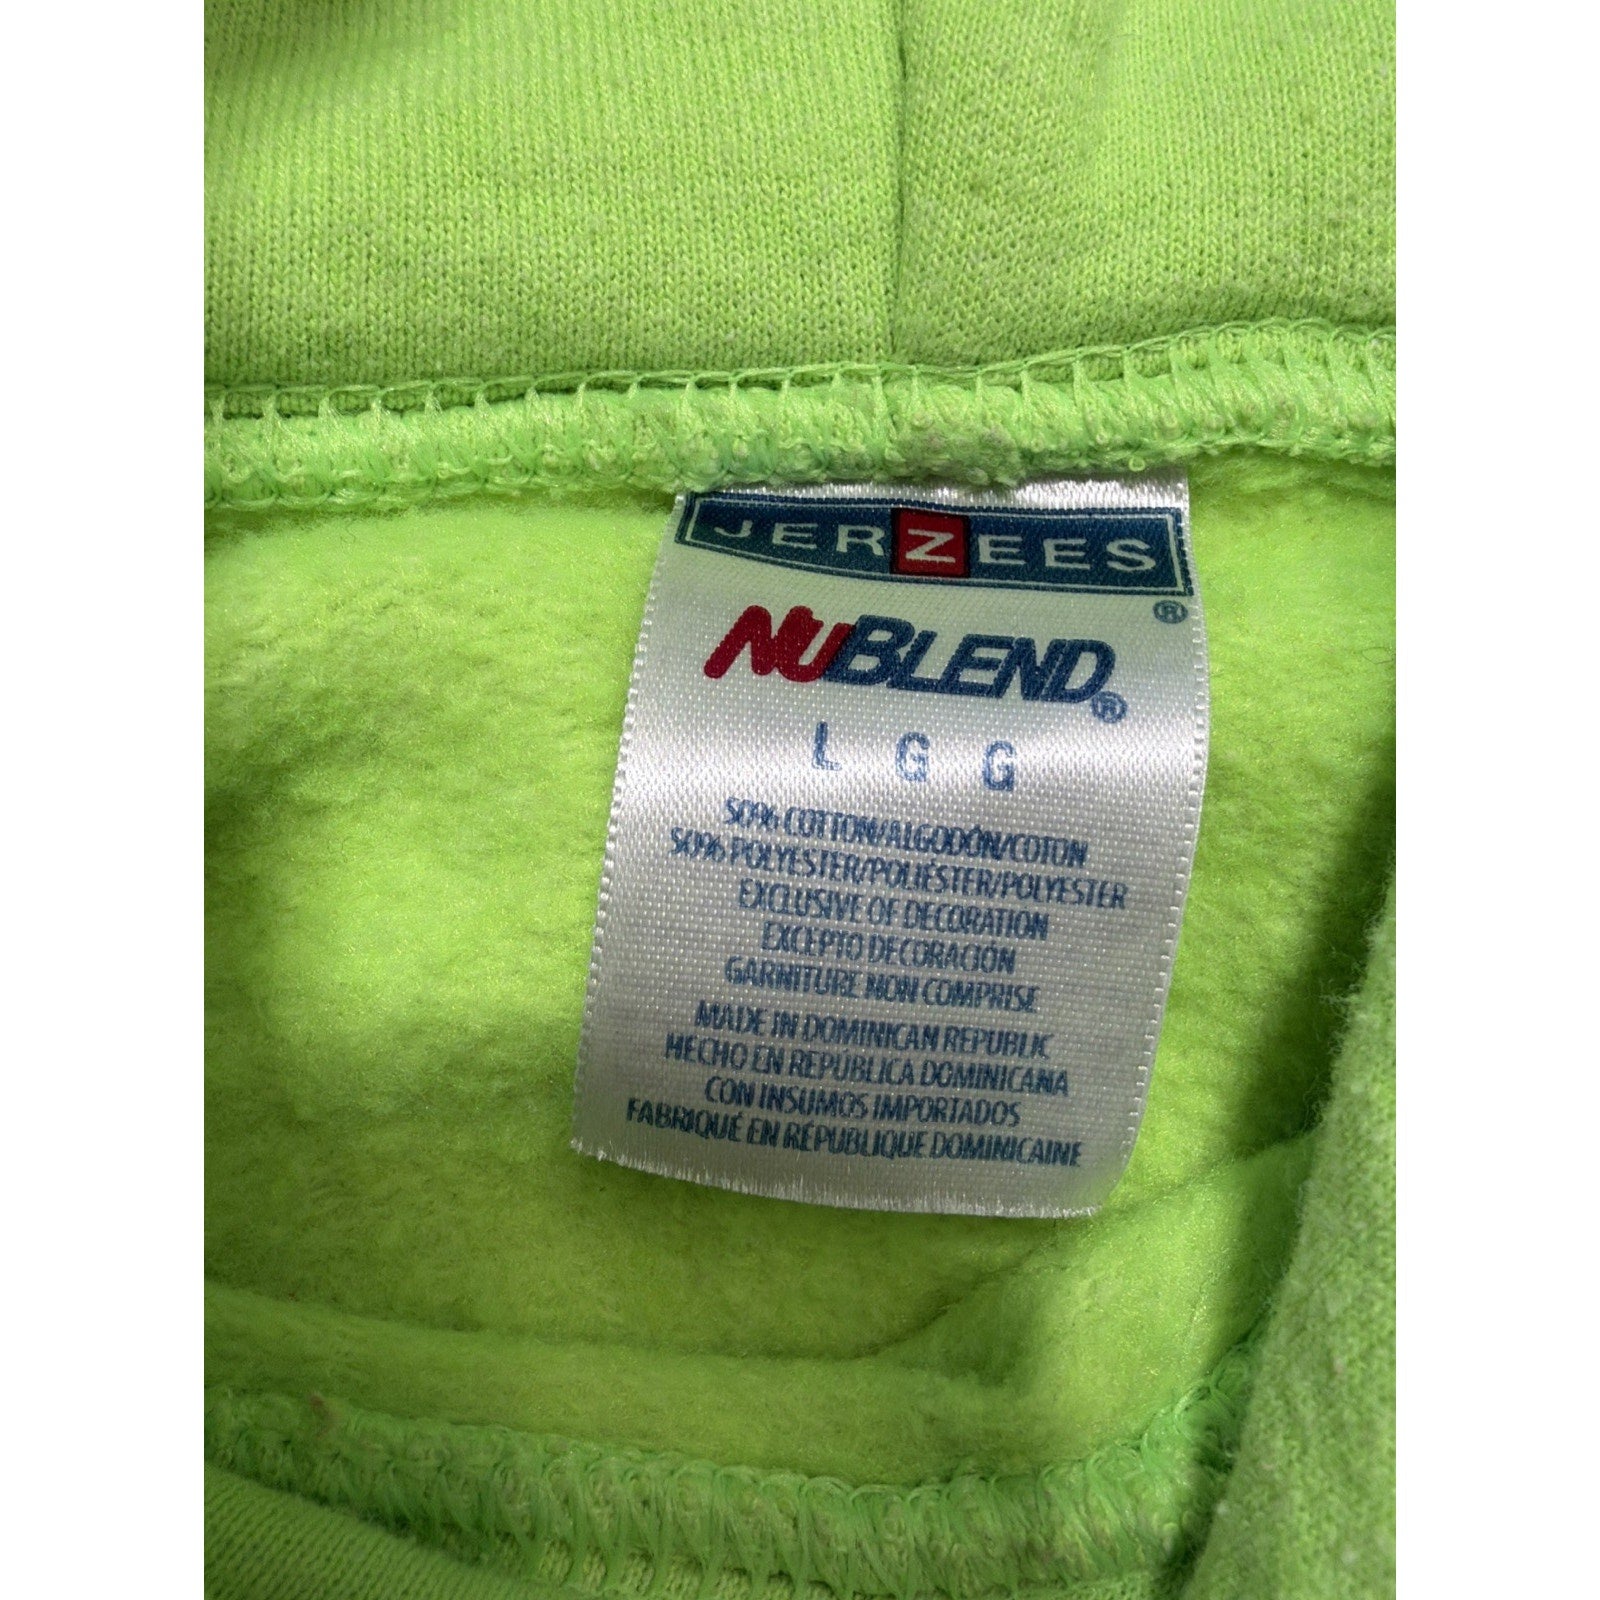 JERZEES
®
NUBLEND®
L G G
50% COTTON/ALGODÓN/COTON
50% POLYESTER/POLIÉSTER/POLYESTER
EXCLUSIVE OF DECORATION
EXCEPTO DECORACIÓN
GARNITURE NON COMPRISE
MADE IN DOMINICAN REPUBLIC
HECHO EN REPÚBLICA DOMINICANA
CON INSUMOS IMPORTADOS
FABRIQUÉ EN RÉPUBLIQUE DOMINICAINE